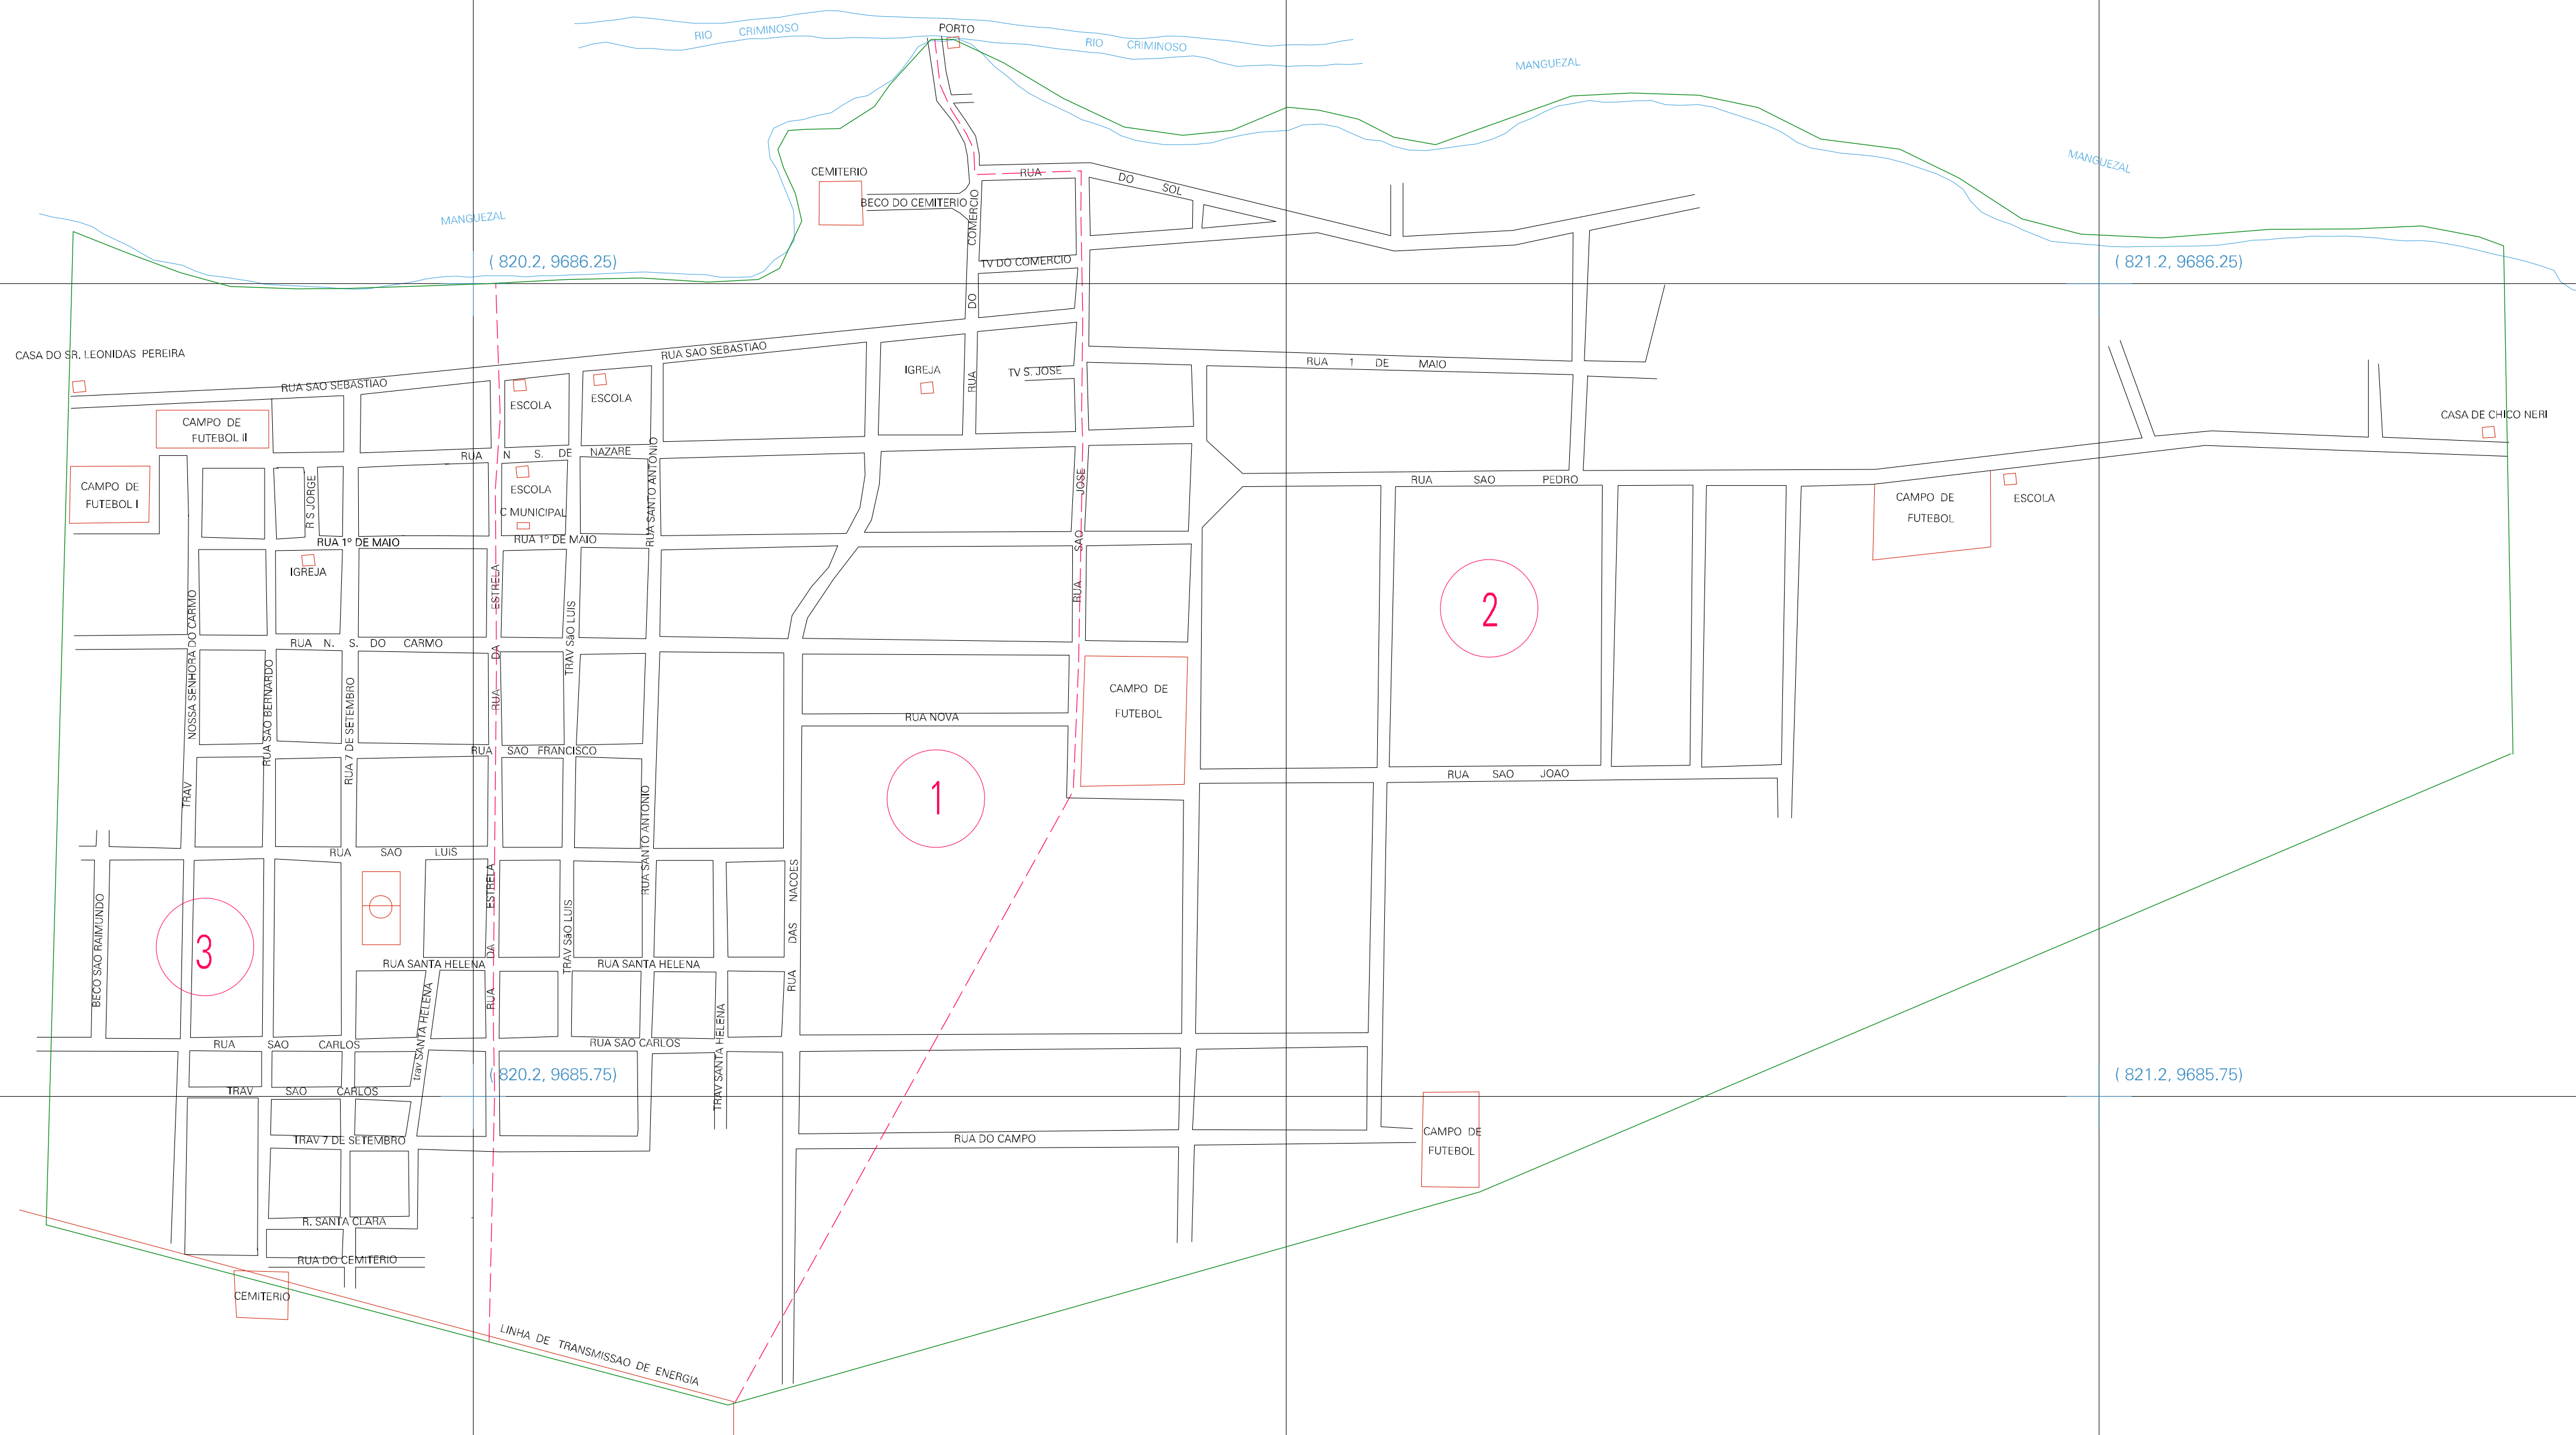 PORTO
RIO CRIMINOSO
RIO CRIMINOSO
MANGUEZAL
MANGUEZAL
MANGUEZAL
CEMITERIO
BECO DO CEMITERIO
RUA DO SOL
RUA DO COMERCIO
TV DO COMERCIO
( 820.2, 9686.25)
( 821.2, 9686.25)
CASA DO SR. LEONIDAS PEREIRA
RUA SAO SEBASTIAO
RUA SAO SEBASTIAO
IGREJA
TV S. JOSE
RUA 1 DE MAIO
ESCOLA
ESCOLA
CASA DE CHICO NERI
CAMPO DE
FUTEBOL II
RUA N S. DE NAZARE
CAMPO DE
FUTEBOL I
R S JORGE
ESCOLA
C MUNICIPAL
RUA SANTO ANTONIO
RUA SAO JOSE
RUA SAO PEDRO
CAMPO DE
FUTEBOL
ESCOLA
RUA 1º DE MAIO
RUA 1º DE MAIO
IGREJA
TRAV NOSSA SENHORA DO CARMO
RUA N. S. DO CARMO
RUA DA ESTRELA
TRAV SãO LUIS
2
RUA SAO BERNARDO
RUA 7 DE SETEMBRO
CAMPO DE
FUTEBOL
RUA NOVA
RUA SAO FRANCISCO
RUA SAO JOAO
1
RUA SANTO ANTONIO
RUA SAO LUIS
BECO SAO RAIMUNDO
3
RUA DA ESTRELA
TRAV SãO LUIS
RUA DAS NACOES
RUA SANTA HELENA
RUA SANTA HELENA
trav SANTA HELENA
TRAV SANTA HELENA
RUA SAO CARLOS
RUA SAO CARLOS
( 820.2, 9685.75)
( 821.2, 9685.75)
TRAV SAO CARLOS
TRAV 7 DE SETEMBRO
RUA DO CAMPO
CAMPO DE
FUTEBOL
R. SANTA CLARA
RUA DO CEMITERIO
CEMITERIO
LINHA DE TRANSMISSAO DE ENERGIA